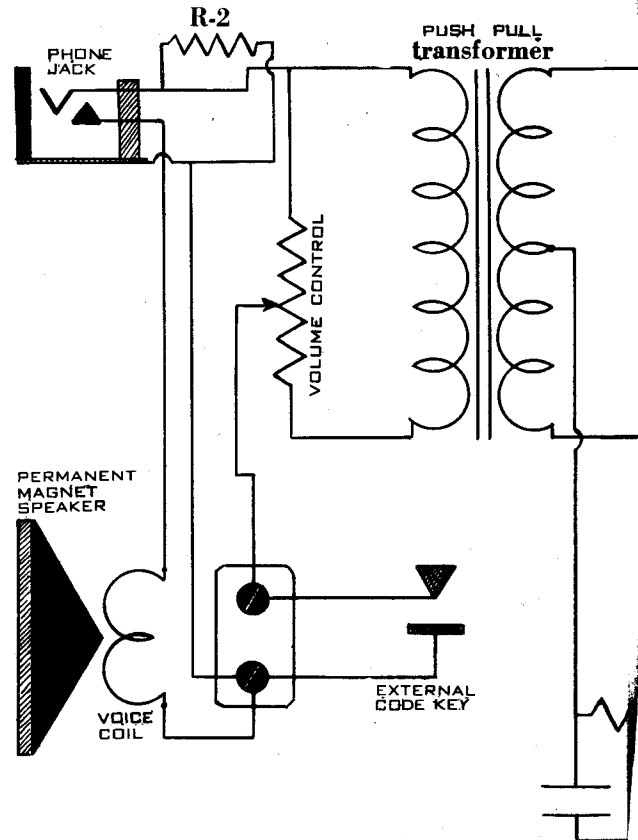 R-2
PHONE
JACK
PUSH PULL
transformer
VOLUME CONTROL
PERMANENT
MAGNET
SPEAKER
VOICE
COIL
EXTERNAL
CODE KEY